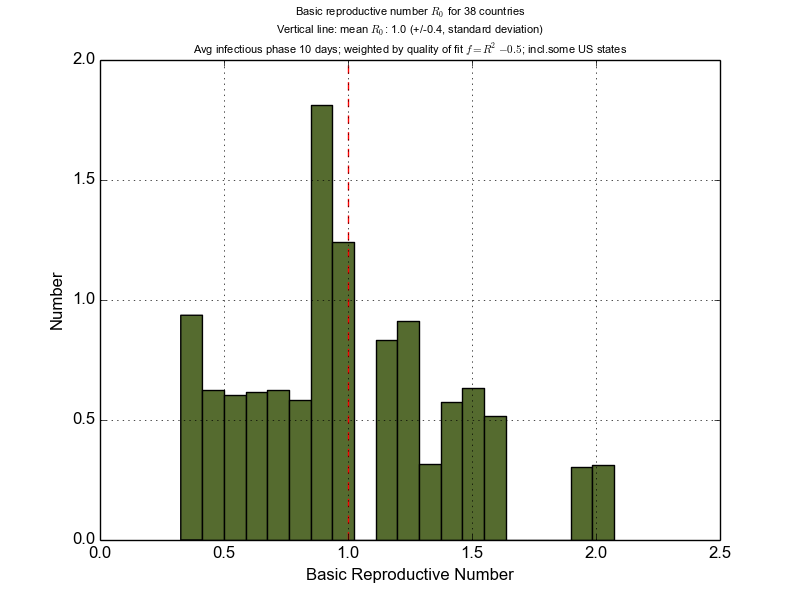 Basic reproductive number R₀ for 38 countries
Vertical line: mean R₀: 1.0 (+/-0.4, standard deviation)
Avg infectious phase 10 days; weighted by quality of fit f=R² −0.5; incl.some US states
2.0
1.5
1.0
0.5
0.0
Number
0.0 0.5 1.0 1.5 2.0 2.5
Basic Reproductive Number